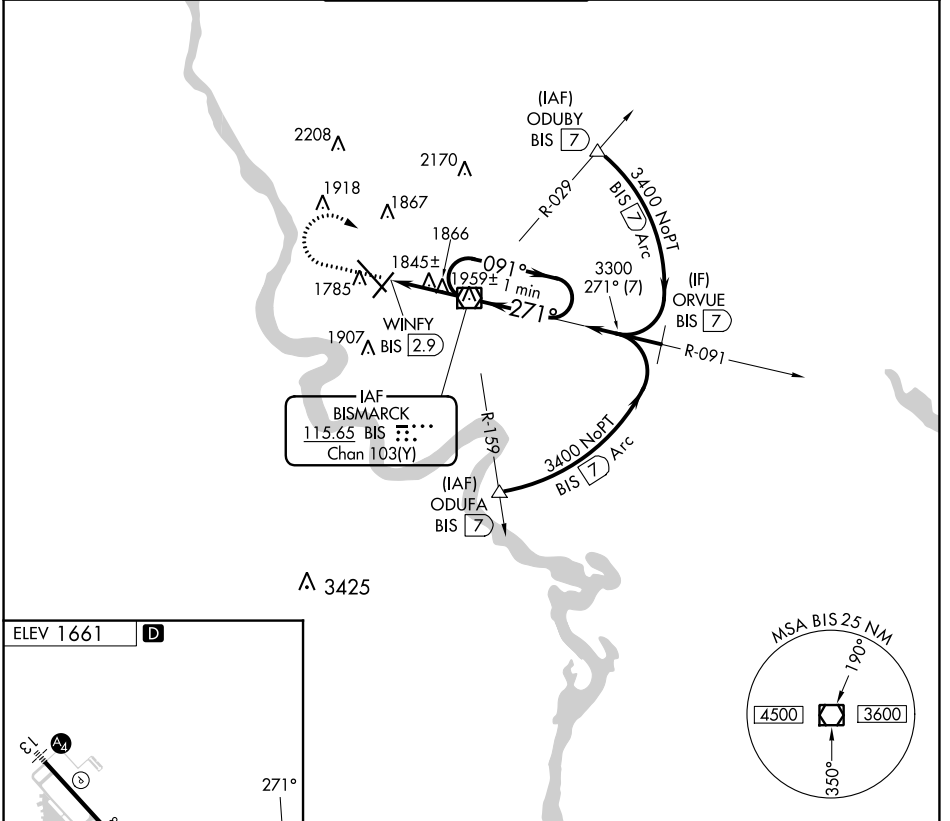 (IAF)
ODUBY
BIS 7
R-029
3400 NoPT
BIS 7 Arc
2208
2170
1918
1867
1866
1845±
1959±
1785
1907
091°
1 min
271°
3300
271° (7)
(IF)
ORVUE
BIS 7
R-091
WINFY
BIS 2.9
IAF
BISMARCK
115.65 BIS
Chan 103(Y)
R-159
3400 NoPT
BIS 7 Arc
(IAF)
ODUFA
BIS 7
3425
ELEV 1661 D
13
A4
P
271°
MSA BIS 25 NM
190°
4500
3600
350°